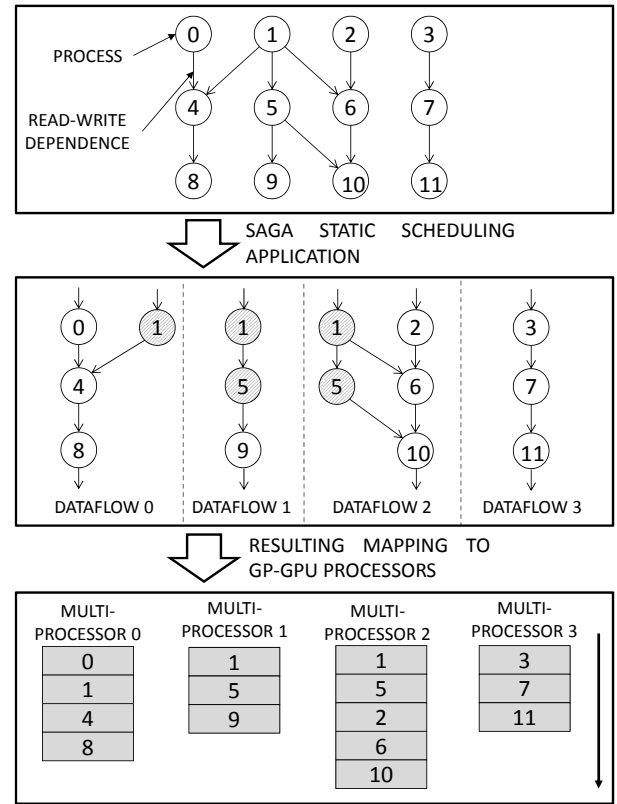 0 1 2 3
PROCESS
4 5 6 7
READ-WRITE
DEPENDENCE
8 9 10 11
SAGA STATIC SCHEDULING
APPLICATION
0 1 1 1 2 3
4 5 5 6 7
8 9 10 11
DATAFLOW 0 DATAFLOW 1 DATAFLOW 2 DATAFLOW 3
RESULTING MAPPING TO
GP-GPU PROCESSORS
MULTI-
PROCESSOR 0
0
1
4
8
MULTI-
PROCESSOR 1
1
5
9
MULTI-
PROCESSOR 2
1
5
2
6
10
MULTI-
PROCESSOR 3
3
7
11